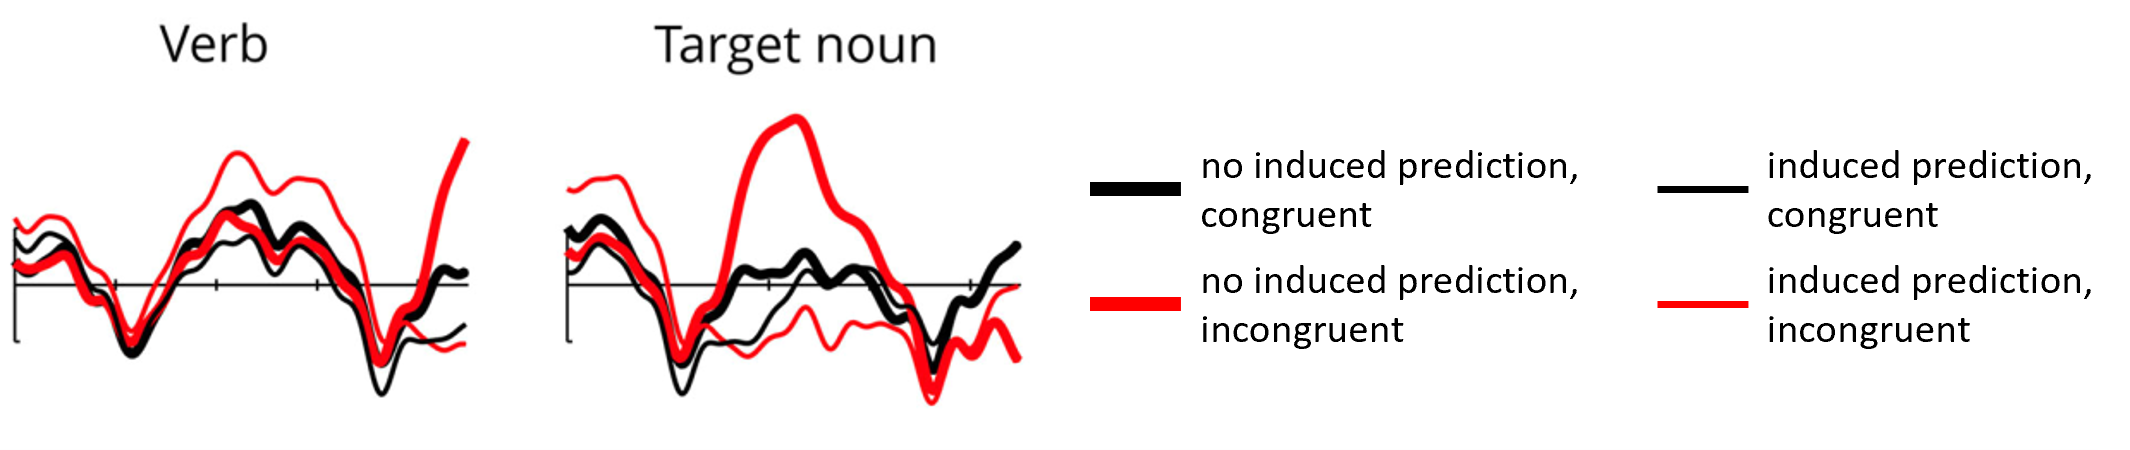 Verb
Target noun
no induced prediction,
congruent
induced prediction,
congruent
no induced prediction,
incongruent
induced prediction,
incongruent